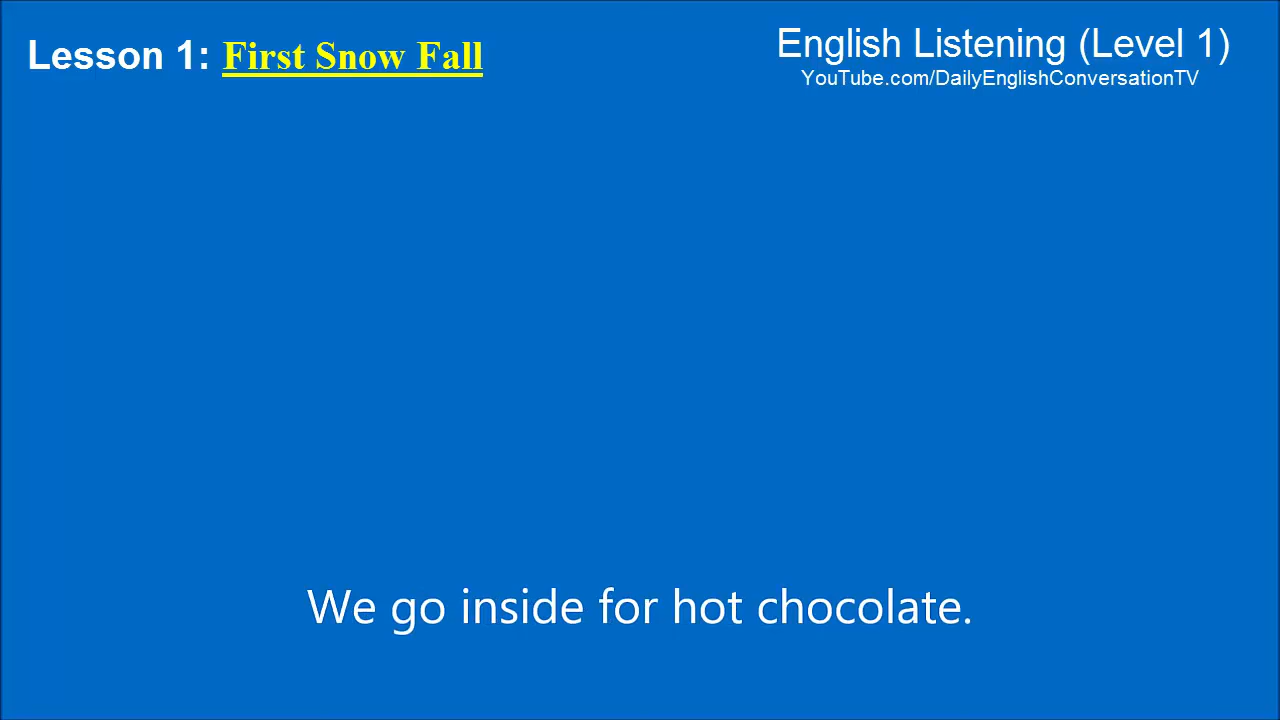 Lesson 1: First Snow Fall
English Listening (Level 1)
YouTube.com/DailyEnglishConversationTV
We go inside for hot chocolate.